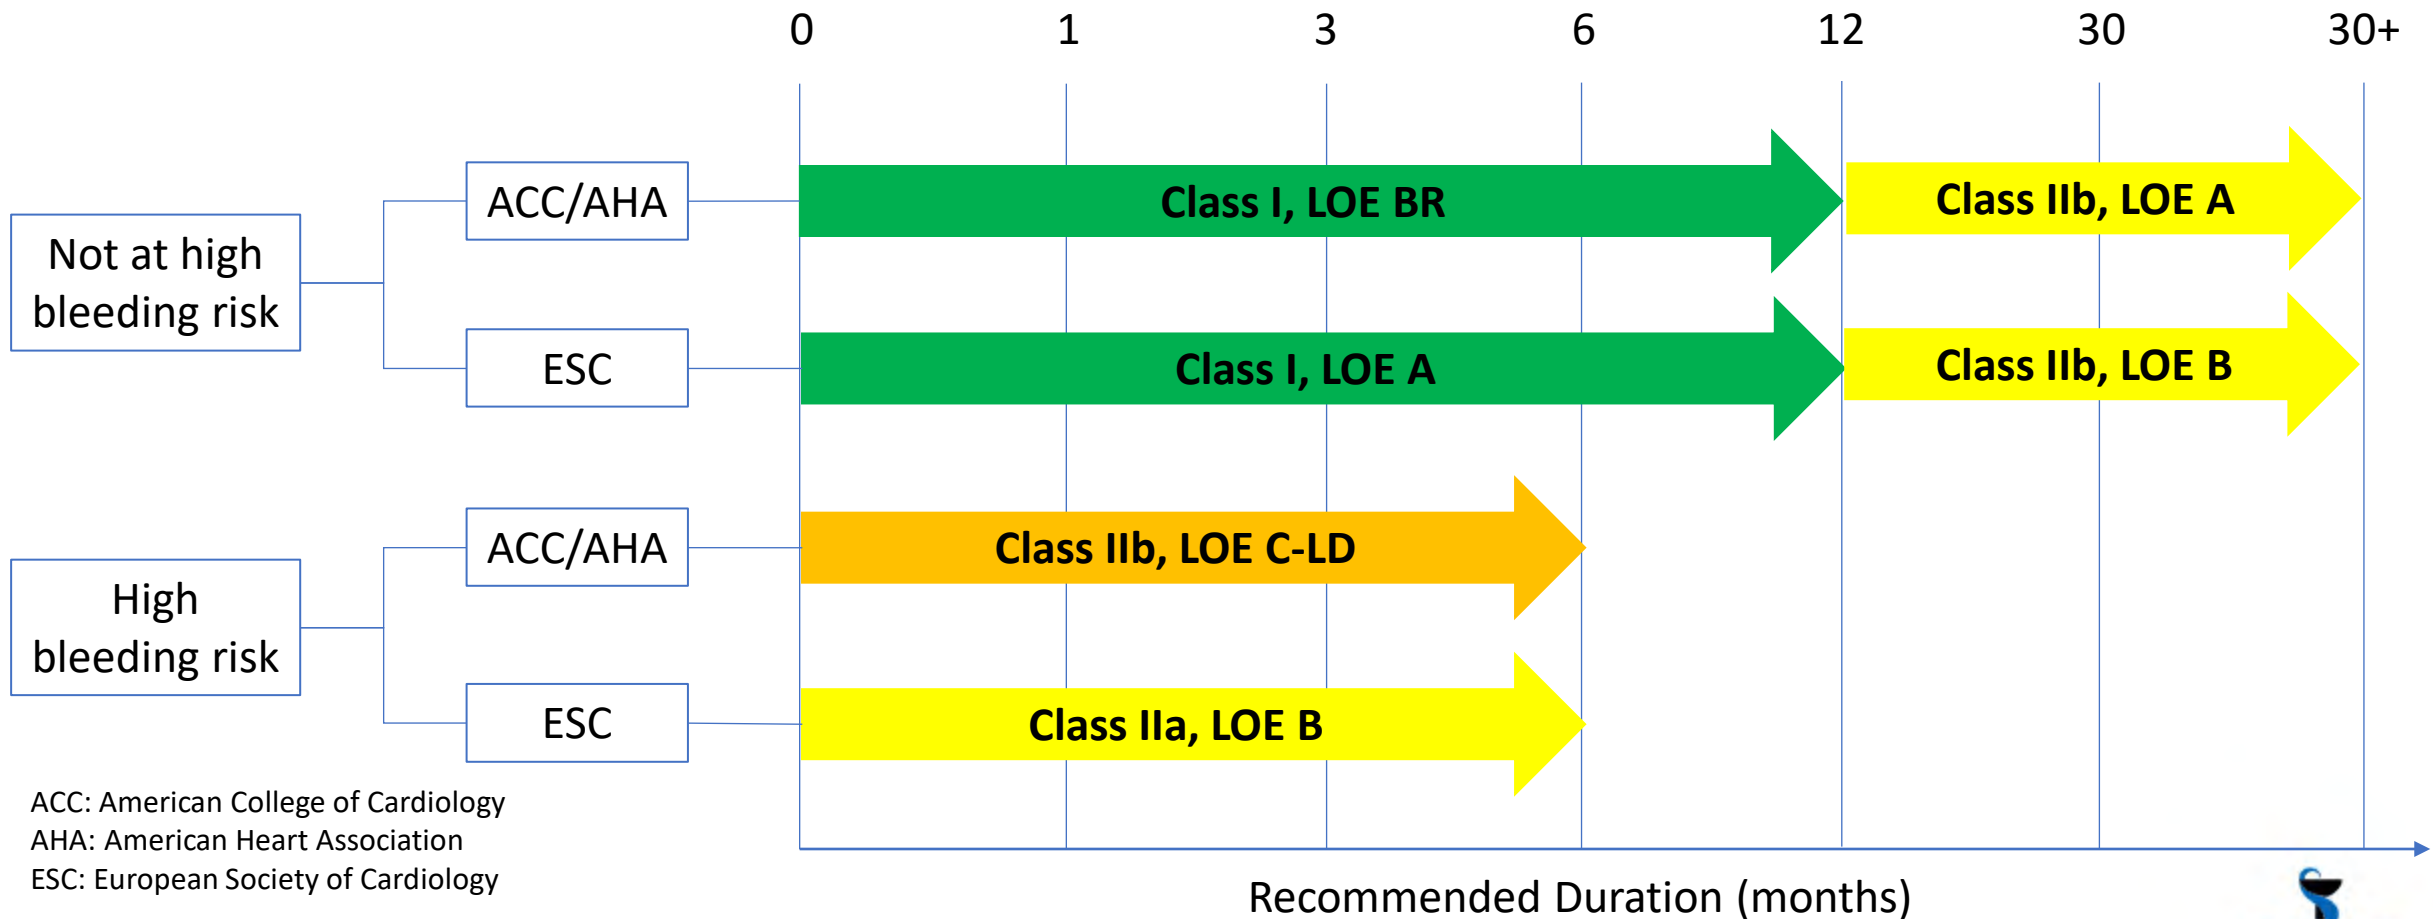 0 1 3 6 12 30 30+
ACC/AHA
Class I, LOE BR
Class IIb, LOE A
Not at high
bleeding risk
ESC
Class I, LOE A
Class IIb, LOE B
ACC/AHA
Class IIb, LOE C-LD
High
bleeding risk
ESC
Class IIa, LOE B
ACC: American College of Cardiology
AHA: American Heart Association
ESC: European Society of Cardiology
Recommended Duration (months)